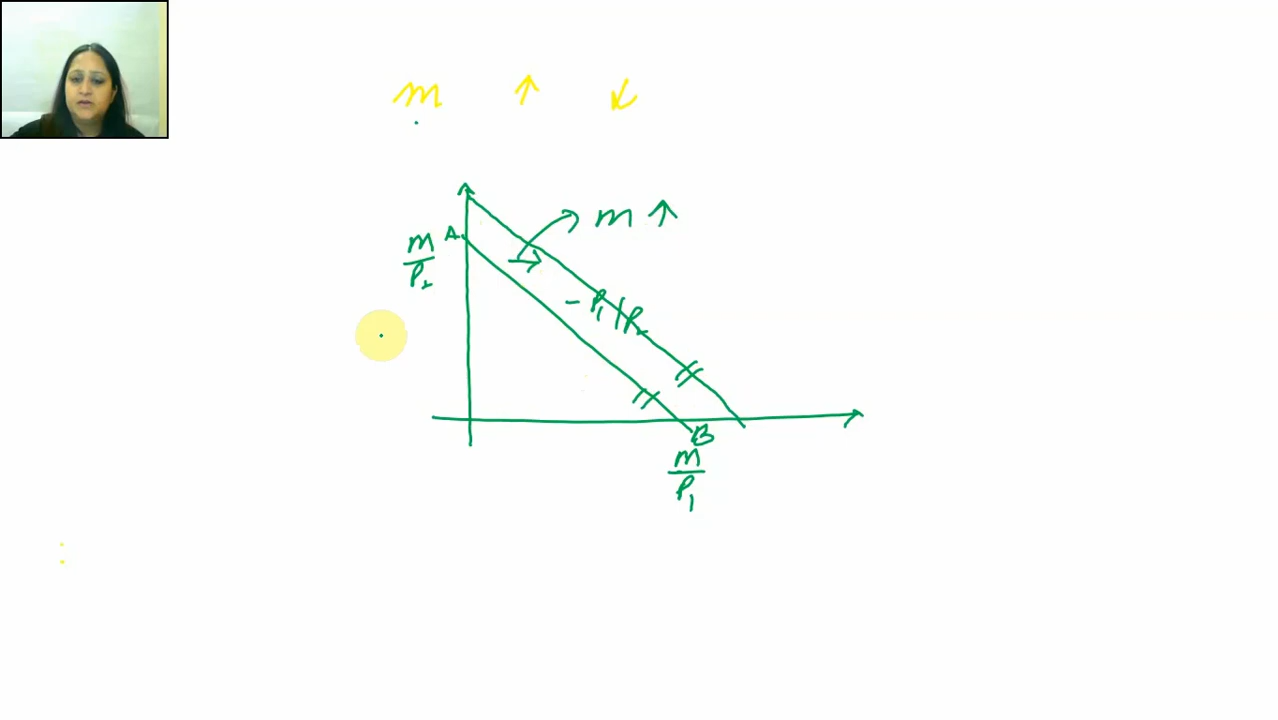 m ↑ ↓
m ↑
A
m/P₂
- P₁ / P₂
B
m/P₁